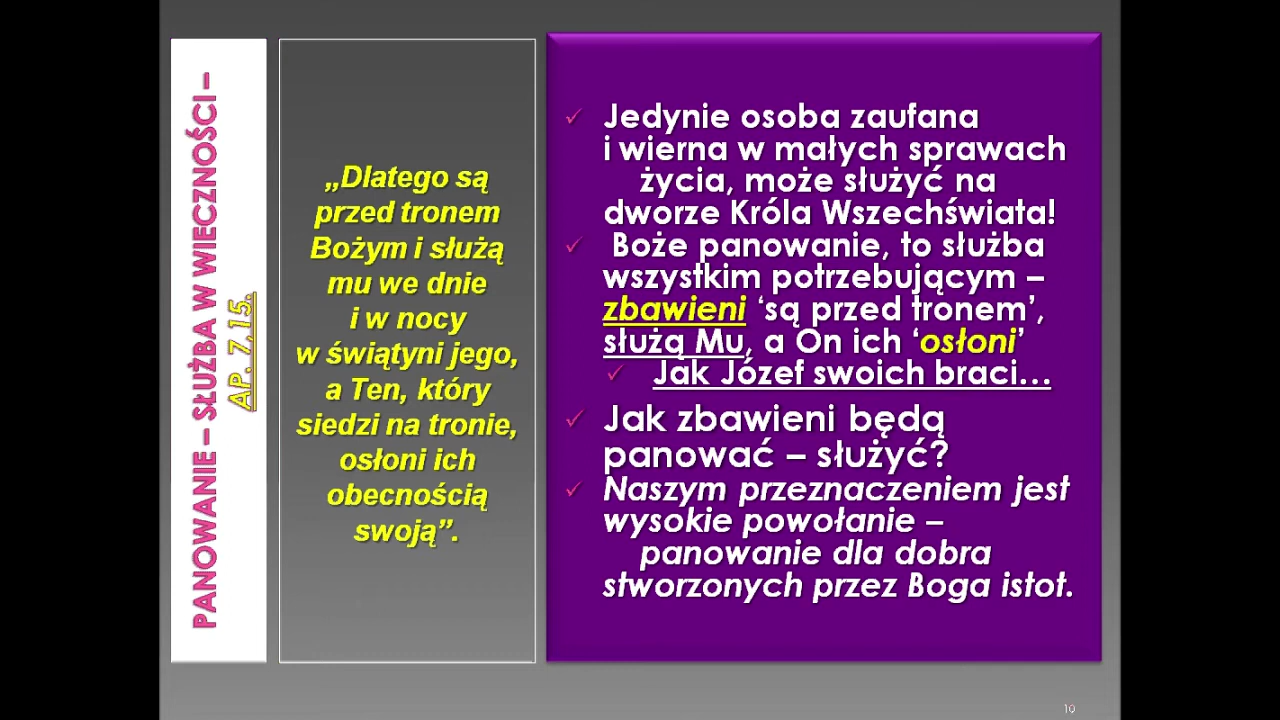 PANOWANIE – SŁUŻBA W WIECZNOŚCI –
AP. 7,15.
„Dlatego są
przed tronem
Bożym i służą
mu we dnie
i w nocy
w świątyni jego,
a Ten, który
siedzi na tronie,
osłoni ich
obecnością
swoją”.
✓ Jedynie osoba zaufana
i wierna w małych sprawach
życia, może służyć na
dworze Króla Wszechświata!
✓ Boże panowanie, to służba
wszystkim potrzebującym –
zbawieni ‘są przed tronem’,
służą Mu, a On ich ‘osłoni’
✓ Jak Józef swoich braci…
✓ Jak zbawieni będą
panować – służyć?
✓ Naszym przeznaczeniem jest
wysokie powołanie –
panowanie dla dobra
stworzonych przez Boga istot.
10